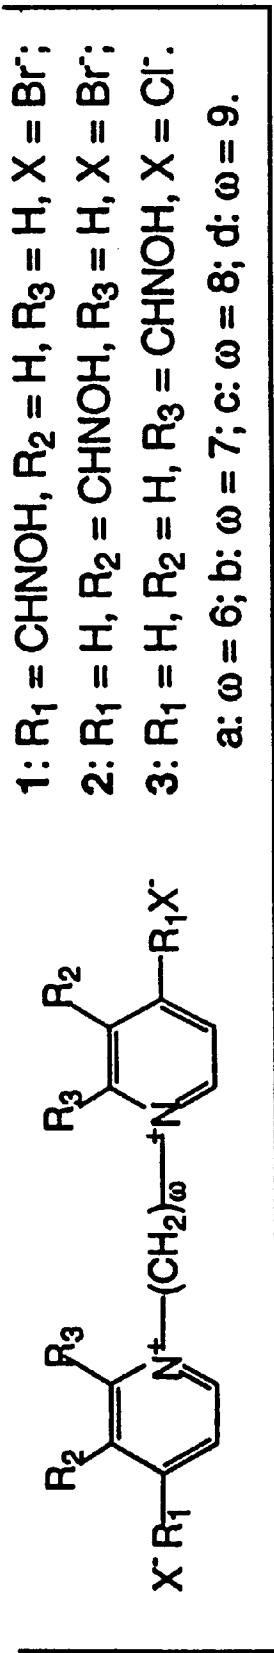 X⁻ R₁
R₂
R₃
N⁺
(CH₂)ω
⁺N
R₃
R₂
R₁X⁻
1: R₁ = CHNOH, R₂ = H, R₃ = H, X = Br⁻;
2: R₁ = H, R₂ = CHNOH, R₃ = H, X = Br⁻;
3: R₁ = H, R₂ = H, R₃ = CHNOH, X = Cl⁻.
a: ω = 6; b: ω = 7; c: ω = 8; d: ω = 9.